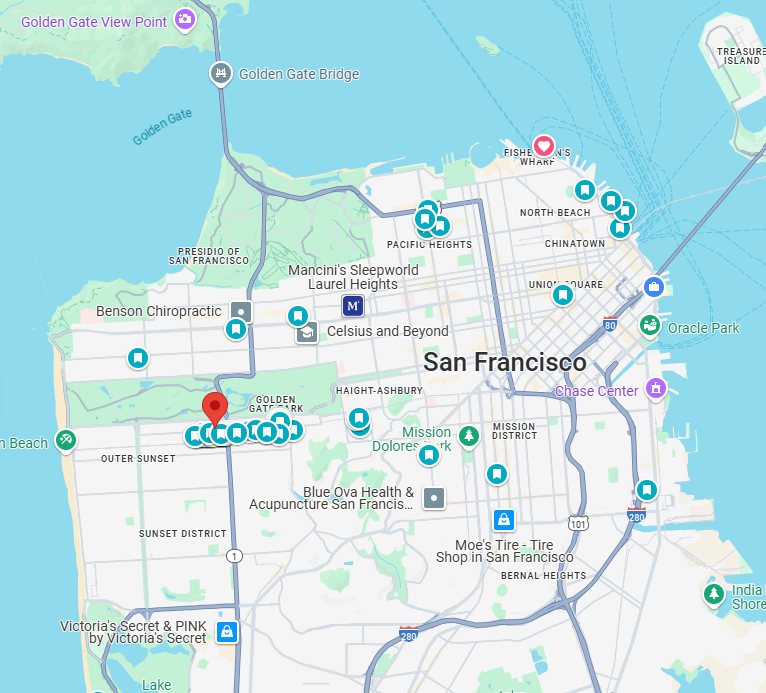 Golden Gate View Point
TREASURE
ISLAND
Golden Gate Bridge
Golden Gate
WHARF
NORTH BEACH
PRESIDIO OF
SAN FRANCISCO
PACIFIC HEIGHTS
CHINATOWN
Mancini's Sleepworld
Laurel Heights
UNION SQUARE
Benson Chiropractic
M
80
Oracle Park
Celsius and Beyond
San Francisco
Chase Center
HAIGHT-ASHBURY
GOLDEN
GATE PARK
n Beach
Mission
Dolores Park
MISSION
DISTRICT
OUTER SUNSET
Blue Ova Health &
Acupuncture San Francis...
280
101
SUNSET DISTRICT
1
Moe's Tire - Tire
Shop in San Francisco
BERNAL HEIGHTS
India
Shore
Victoria's Secret & PINK
by Victoria's Secret
280
Lake